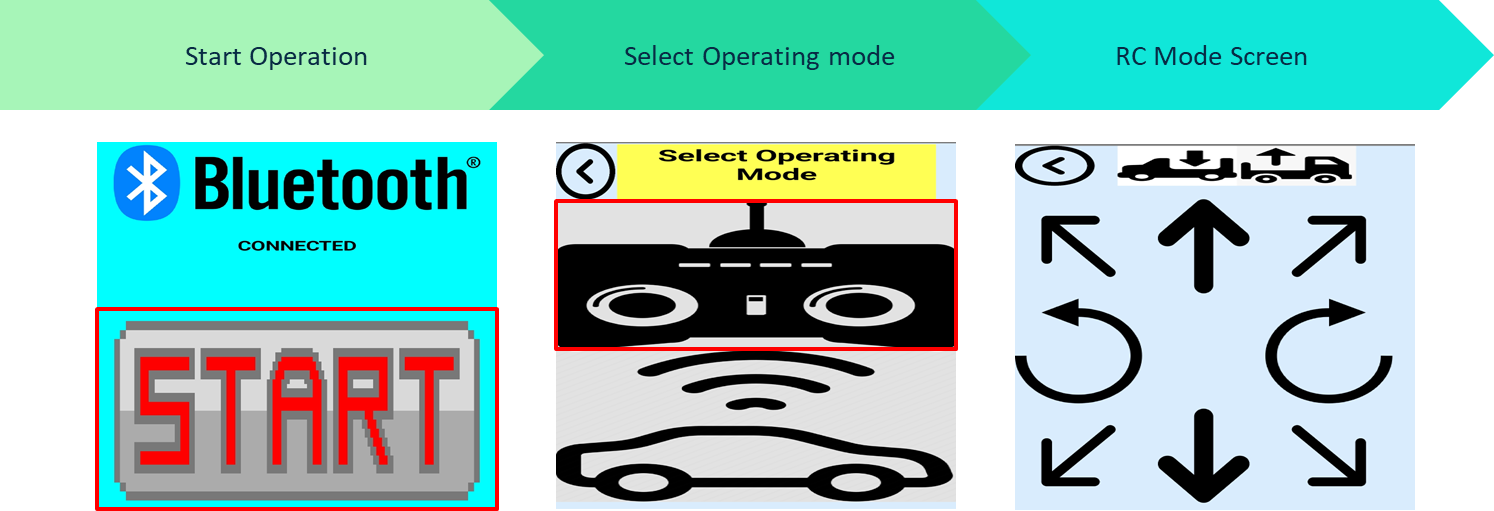 Start Operation
Select Operating mode
RC Mode Screen
Bluetooth®
CONNECTED
START
Select Operating
Mode